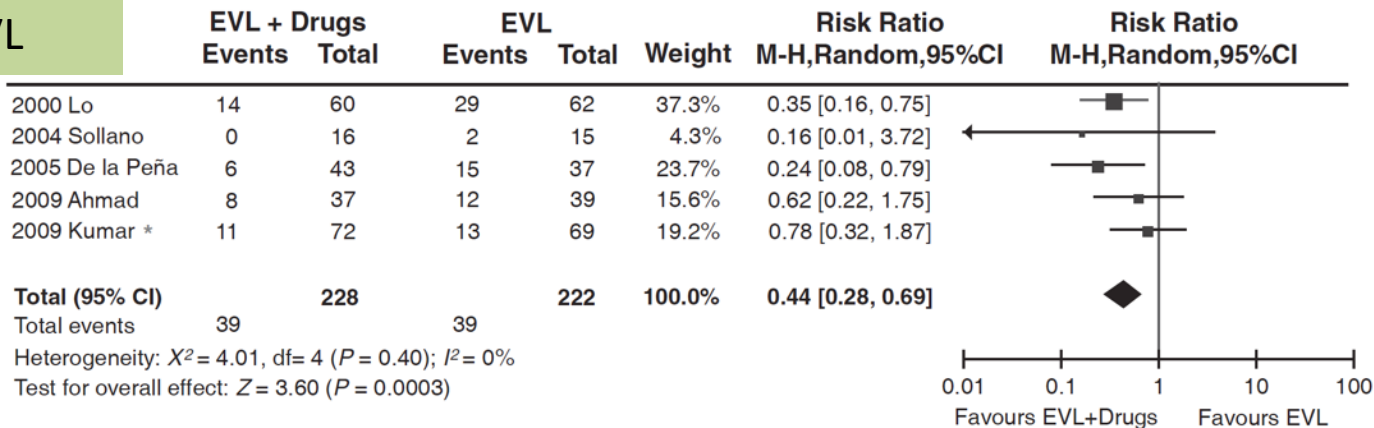 VL
EVL + Drugs EVL Risk Ratio Risk Ratio
Events Total Events Total Weight M-H,Random,95%CI M-H,Random,95%CI
2000 Lo 14 60 29 62 37.3% 0.35 [0.16, 0.75]
2004 Sollano 0 16 2 15 4.3% 0.16 [0.01, 3.72]
2005 De la Peña 6 43 15 37 23.7% 0.24 [0.08, 0.79]
2009 Ahmad 8 37 12 39 15.6% 0.62 [0.22, 1.75]
2009 Kumar * 11 72 13 69 19.2% 0.78 [0.32, 1.87]
Total (95% CI) 228 222 100.0% 0.44 [0.28, 0.69]
Total events 39 39
Heterogeneity: X² = 4.01, df= 4 (P = 0.40); I² = 0%
Test for overall effect: Z = 3.60 (P = 0.0003)
0.01 0.1 1 10 100
Favours EVL+Drugs Favours EVL